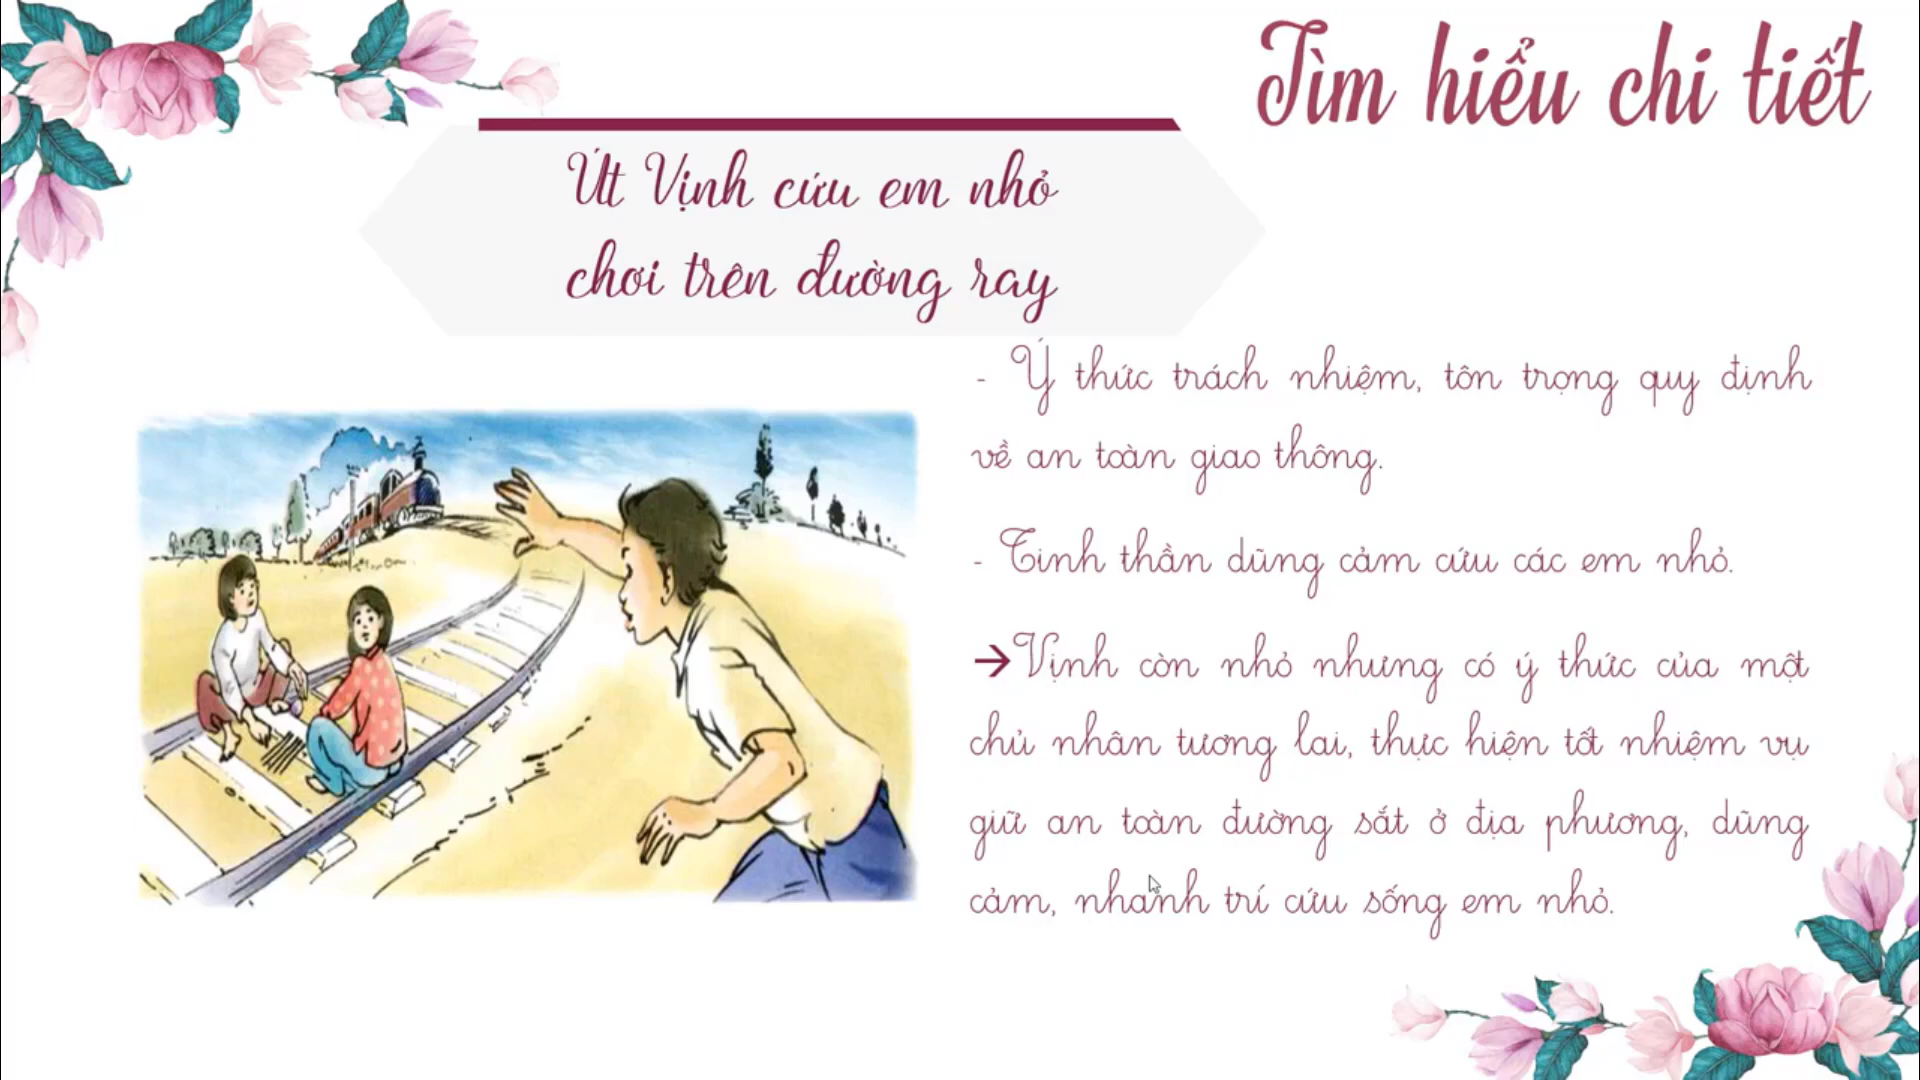 Tìm hiểu chi tiết
Út Vịnh cứu em nhỏ
chơi trên đường ray
- Ý thức trách nhiệm, tôn trọng quy định
về an toàn giao thông.
- Tinh thần dũng cảm cứu các em nhỏ.
→Vịnh còn nhỏ nhưng có ý thức của một
chủ nhân tương lai, thực hiện tốt nhiệm vụ
giữ an toàn đường sắt ở địa phương, dũng
cảm, nhanh trí cứu sống em nhỏ.